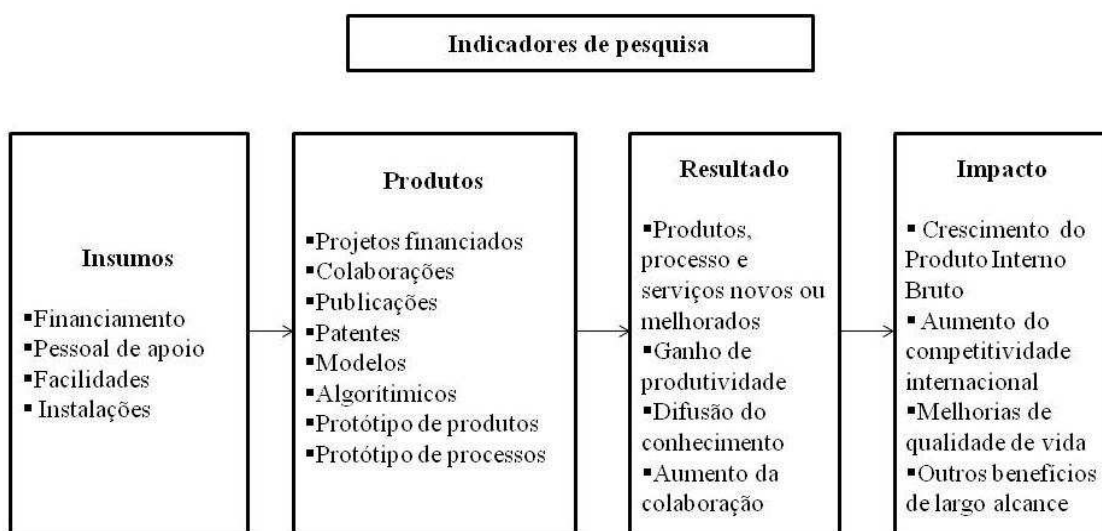 Indicadores de pesquisa
Insumos
▪Financiamento
▪Pessoal de apoio
▪Facilidades
▪ Instalações
Produtos
▪Projetos financiados
▪Colaborações
▪Publicações
▪Patentes
▪Modelos
▪Algorítimicos
▪Protótipo de produtos
▪Protótipo de processos
Resultado
▪Produtos,
processo e
serviços novos ou
melhorados
▪ Ganho de
produtividade
▪ Difusão do
conhecimento
▪ Aumento da
colaboração
Impacto
▪ Crescimento do
Produto Interno
Bruto
▪ Aumento do
competitividade
internacional
▪Melhorias de
qualidade de vida
▪Outros benefícios
de largo alcance